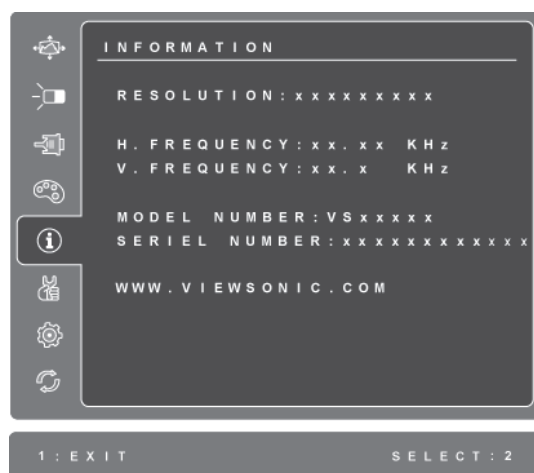 INFORMATION
RESOLUTION:xxxxxxxxx
H. FREQUENCY:xx.xx KHz
V. FREQUENCY:xx.x KHz
MODEL NUMBER:VSxxxxx
SERIEL NUMBER:xxxxxxxxxxxx
WWW.VIEWSONIC.COM
1:EXIT SELECT:2